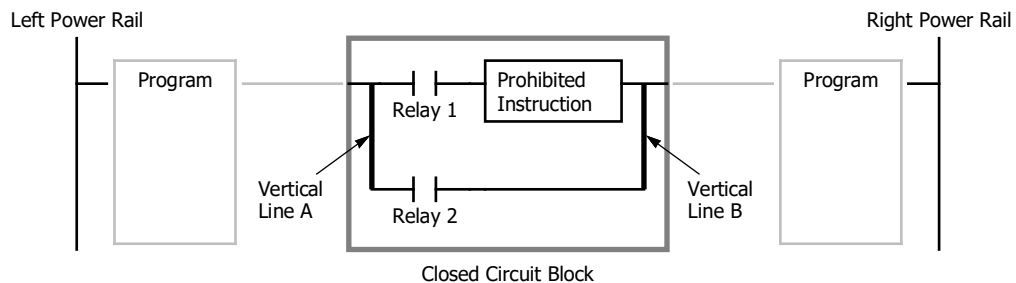 Left Power Rail
Right Power Rail
Program
Relay 1
Prohibited
Instruction
Program
Vertical
Line A
Relay 2
Vertical
Line B
Closed Circuit Block